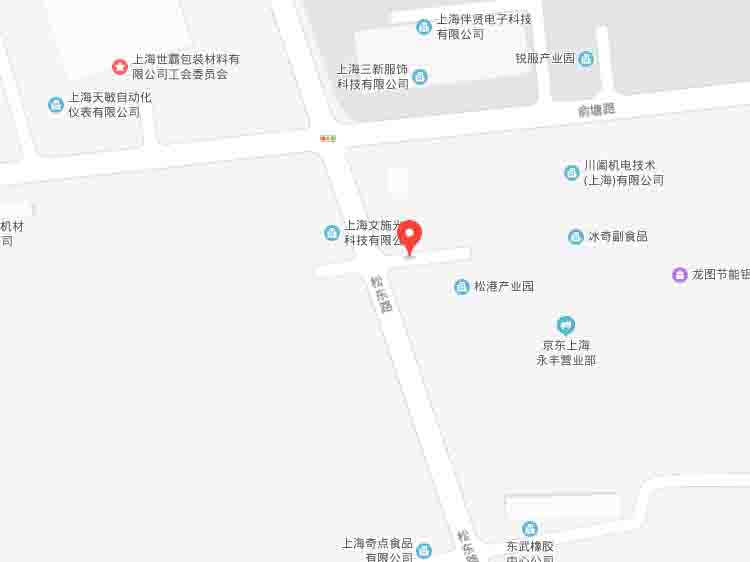 上海伴贤电子科技
有限公司
锐服产业园
上海世霸包装材料有
限公司工会委员会
上海三新服饰
科技有限公司
上海天敏自动化
仪表有限公司
俞塘路
川阊机电技术
(上海)有限公司
机材
司
上海文施光
科技有限公
冰奇副食品
松东路
松港产业园
龙图节能铝
京东上海
永丰营业部
上海奇点食品
有限公司
松东路
东武橡胶
中心公司